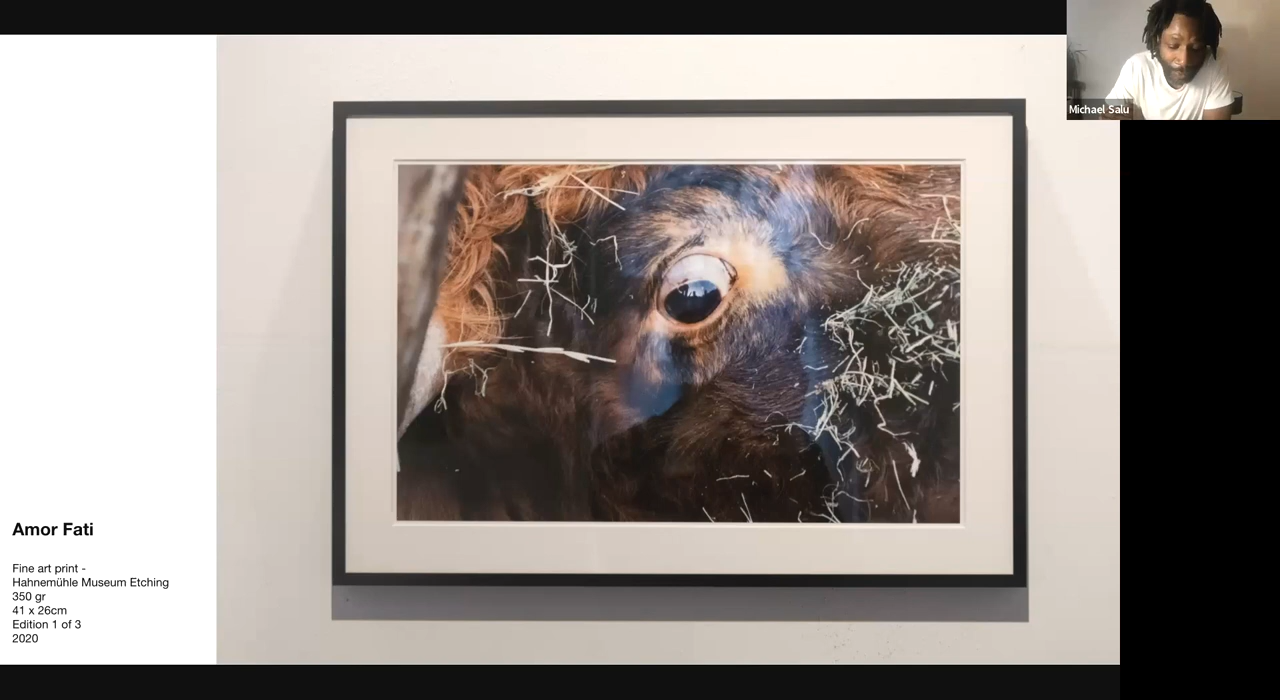 Michael Salu
Amor Fati
Fine art print -
Hahnemühle Museum Etching
350 gr
41 x 26cm
Edition 1 of 3
2020